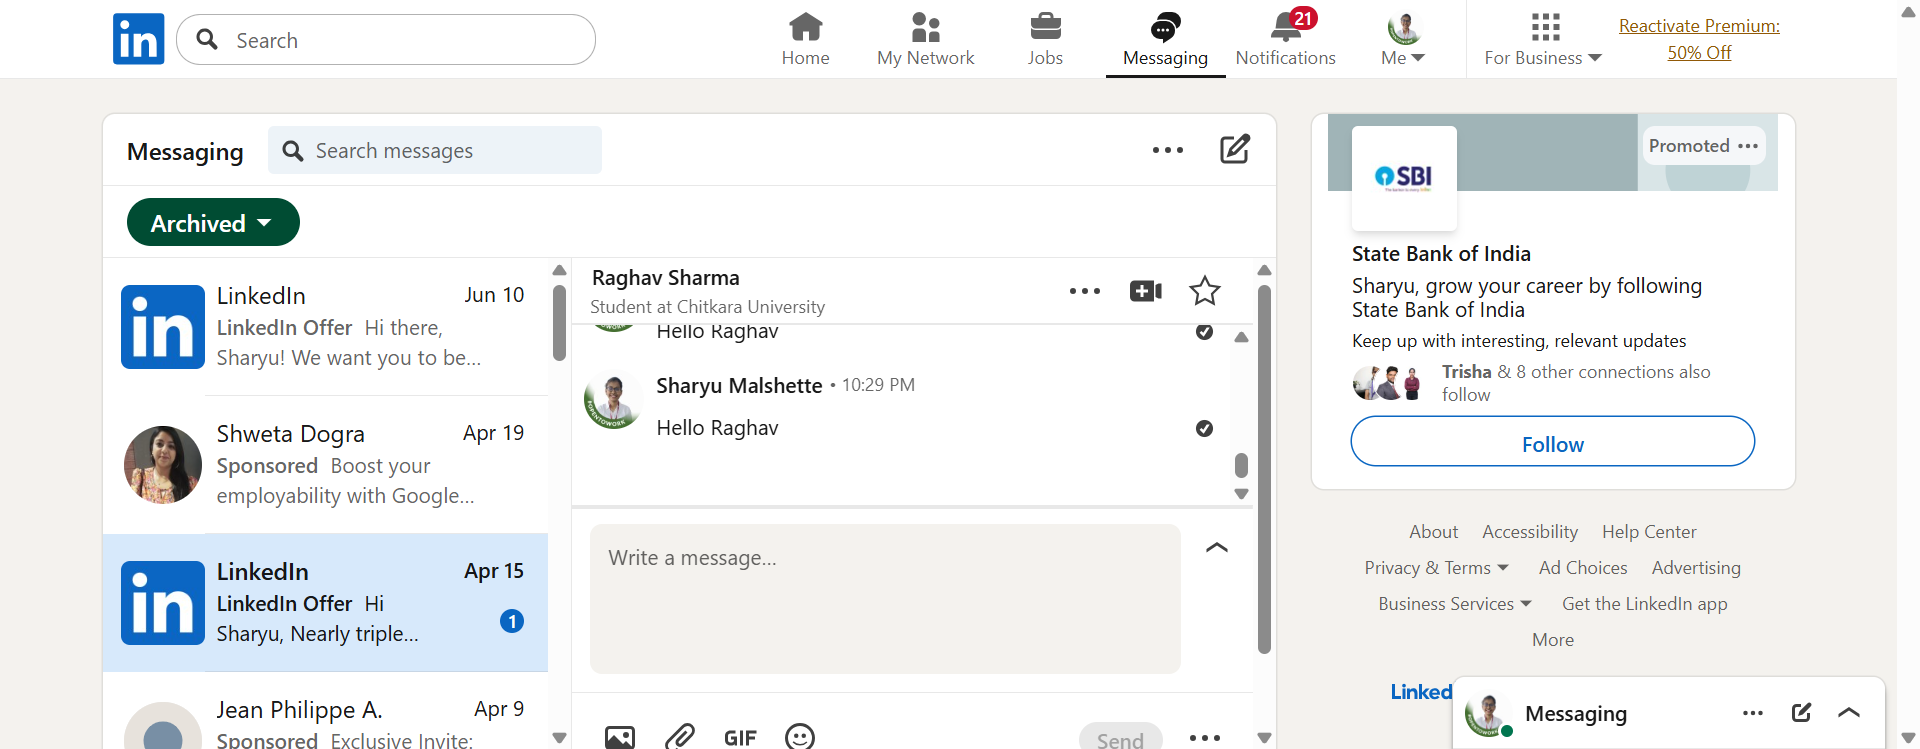 in
Search
Home
My Network
Jobs
Messaging
21
Notifications
Me
For Business
Reactivate Premium:
50% Off
Messaging
Search messages
Archived
in
LinkedIn
Jun 10
LinkedIn Offer Hi there,
Sharyu! We want you to be...
Shweta Dogra
Apr 19
Sponsored Boost your
employability with Google...
in
LinkedIn
Apr 15
LinkedIn Offer Hi
Sharyu, Nearly triple...
1
Jean Philippe A.
Apr 9
Sponsored Exclusive Invite:
Raghav Sharma
Student at Chitkara University
Hello Raghav
#OPENTOWORK
Sharyu Malshette • 10:29 PM
Hello Raghav
Write a message...
GIF
Send
Promoted
SBI
State Bank of India
Sharyu, grow your career by following
State Bank of India
Keep up with interesting, relevant updates
Trisha & 8 other connections also
follow
Follow
About
Accessibility
Help Center
Privacy & Terms
Ad Choices
Advertising
Business Services
Get the LinkedIn app
More
Linked
Messaging